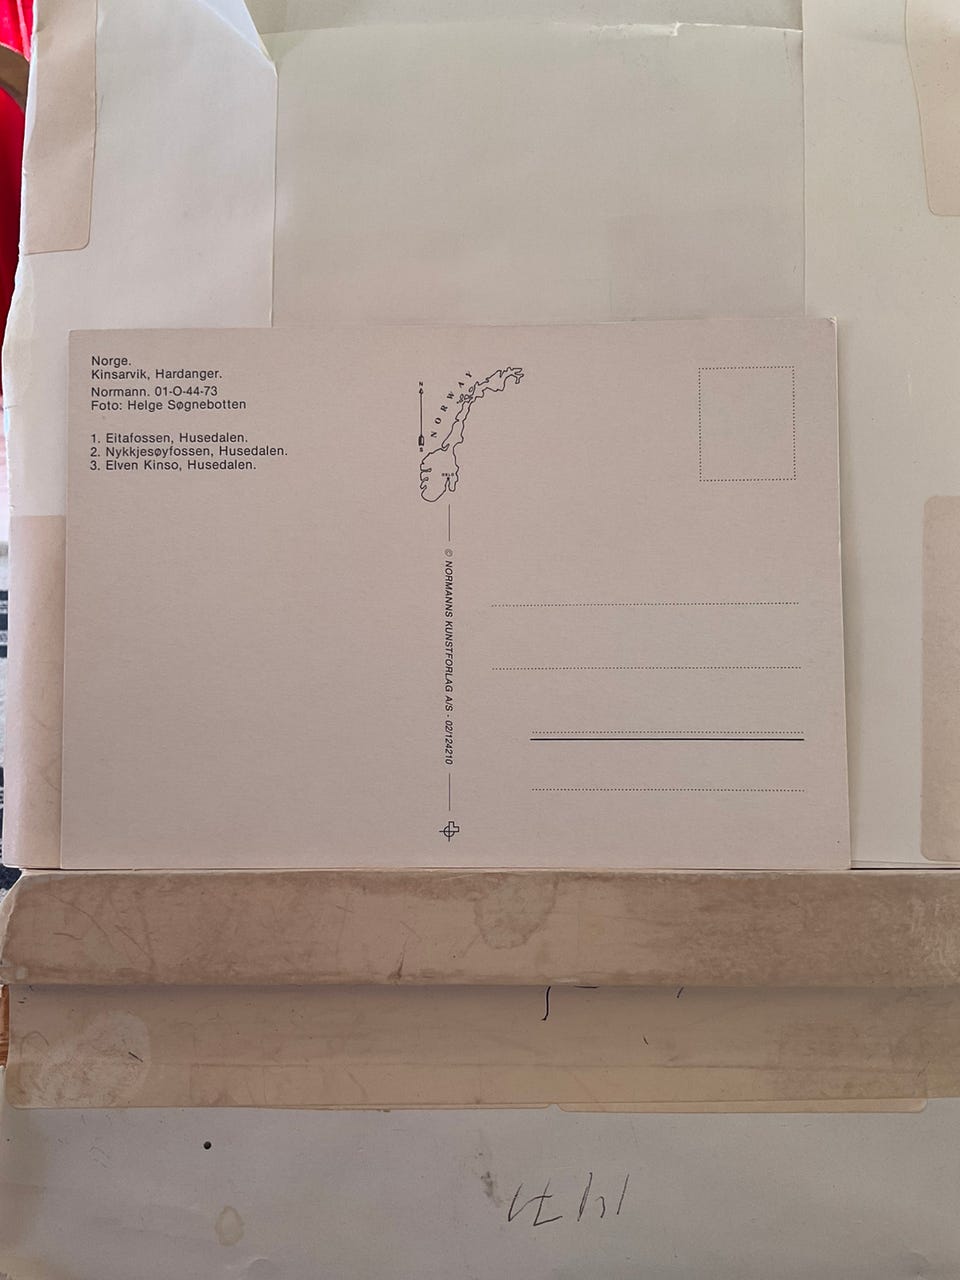 Norge.
Kinsarvik, Hardanger.
Normann. 01-O-44-73
Foto: Helge Søgnebotten
1. Eitafossen, Husedalen.
2. Nykkjesøyfossen, Husedalen.
3. Elven Kinso, Husedalen.
N
NORWAY
S
OSLO
© NORMANNS KUNSTFORLAG A/S - 02/124210